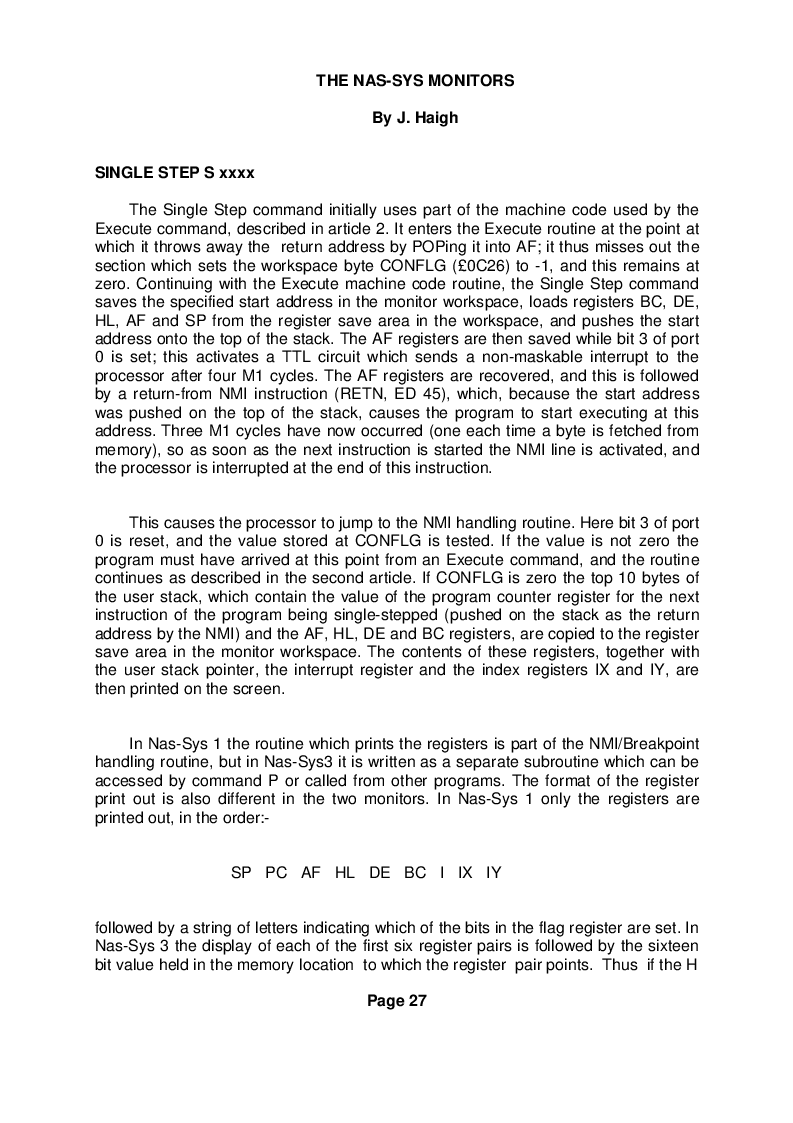 THE NAS-SYS MONITORS
By J. Haigh
SINGLE STEP S xxxx
The Single Step command initially uses part of the machine code used by the
Execute command, described in article 2. It enters the Execute routine at the point at
which it throws away the return address by POPing it into AF; it thus misses out the
section which sets the workspace byte CONFLG (£0C26) to -1, and this remains at
zero. Continuing with the Execute machine code routine, the Single Step command
saves the specified start address in the monitor workspace, loads registers BC, DE,
HL, AF and SP from the register save area in the workspace, and pushes the start
address onto the top of the stack. The AF registers are then saved while bit 3 of port
0 is set; this activates a TTL circuit which sends a non-maskable interrupt to the
processor after four M1 cycles. The AF registers are recovered, and this is followed
by a return-from NMI instruction (RETN, ED 45), which, because the start address
was pushed on the top of the stack, causes the program to start executing at this
address. Three M1 cycles have now occurred (one each time a byte is fetched from
memory), so as soon as the next instruction is started the NMI line is activated, and
the processor is interrupted at the end of this instruction.
This causes the processor to jump to the NMI handling routine. Here bit 3 of port
0 is reset, and the value stored at CONFLG is tested. If the value is not zero the
program must have arrived at this point from an Execute command, and the routine
continues as described in the second article. If CONFLG is zero the top 10 bytes of
the user stack, which contain the value of the program counter register for the next
instruction of the program being single-stepped (pushed on the stack as the return
address by the NMI) and the AF, HL, DE and BC registers, are copied to the register
save area in the monitor workspace. The contents of these registers, together with
the user stack pointer, the interrupt register and the index registers IX and IY, are
then printed on the screen.
In Nas-Sys 1 the routine which prints the registers is part of the NMI/Breakpoint
handling routine, but in Nas-Sys3 it is written as a separate subroutine which can be
accessed by command P or called from other programs. The format of the register
print out is also different in the two monitors. In Nas-Sys 1 only the registers are
printed out, in the order:-
SP PC AF HL DE BC I IX IY
followed by a string of letters indicating which of the bits in the flag register are set. In
Nas-Sys 3 the display of each of the first six register pairs is followed by the sixteen
bit value held in the memory location to which the register pair points. Thus if the H
Page 27